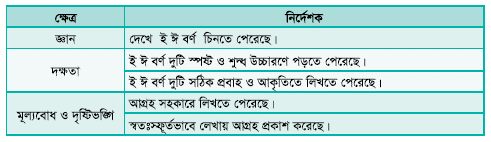 ক্ষেত্র নির্দেশক
জ্ঞান দেখে ই ঈ বর্ণ চিনতে পেরেছে।
দক্ষতা ই ঈ বর্ণ দুটি স্পষ্ট ও শুদ্ধ উচ্চারণে পড়তে পেরেছে।
ই ঈ বর্ণ দুটি সঠিক প্রবাহ ও আকৃতিতে লিখতে পেরেছে।
মূল্যবোধ ও দৃষ্টিভঙ্গি আগ্রহ সহকারে লিখতে পেরেছে।
স্বতঃস্ফূর্তভাবে লেখায় আগ্রহ প্রকাশ করেছে।